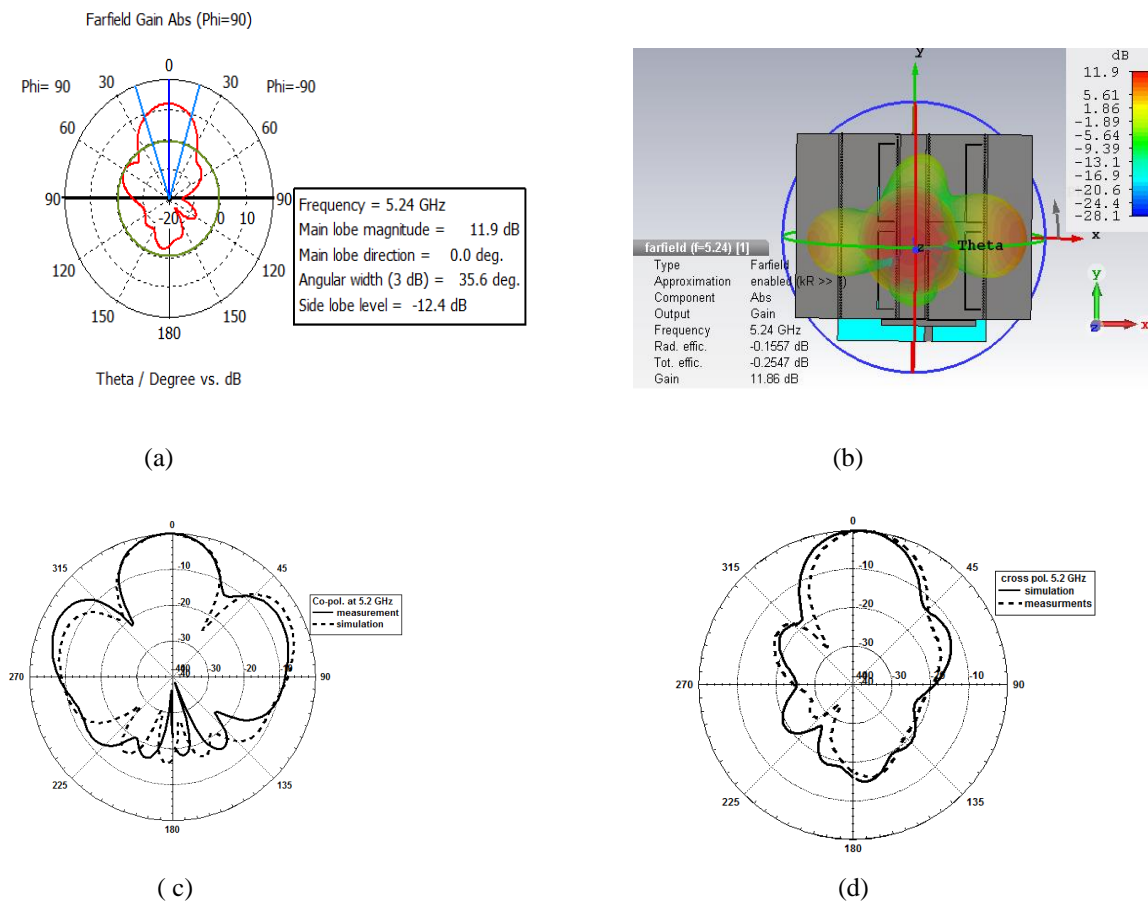 Farfield Gain Abs (Phi=90)
0
Phi= 90 30 30 Phi=-90
60 60
90 -20 0 10 90
120 120
150 150
180
Frequency = 5.24 GHz
Main lobe magnitude = 11.9 dB
Main lobe direction = 0.0 deg.
Angular width (3 dB) = 35.6 deg.
Side lobe level = -12.4 dB
Theta / Degree vs. dB
(a)
y
dB
11.9
5.61
1.89
-1.89
-5.64
-9.39
-13.1
-16.9
-20.6
-24.4
-28.1
z Theta x
farfield (f=5.24) [1]
Type Farfield
Approximation enabled (kR >> 1)
Component Abs
Output Gain
Frequency 5.24 GHz
Rad. effic. -0.1557 dB
Tot. effic. -0.2547 dB
Gain 11.86 dB
y
z x
(b)
0
315 45
-10
-20
-30
270 -30 -20 -10 90
225 135
180
Co-pol. at 5.2 GHz
measurement
simulation
( c)
0
315 45
-10
-20
-30
270 -30 -20 -10 90
225 135
180
cross pol. 5.2 GHz
simulation
measurments
(d)